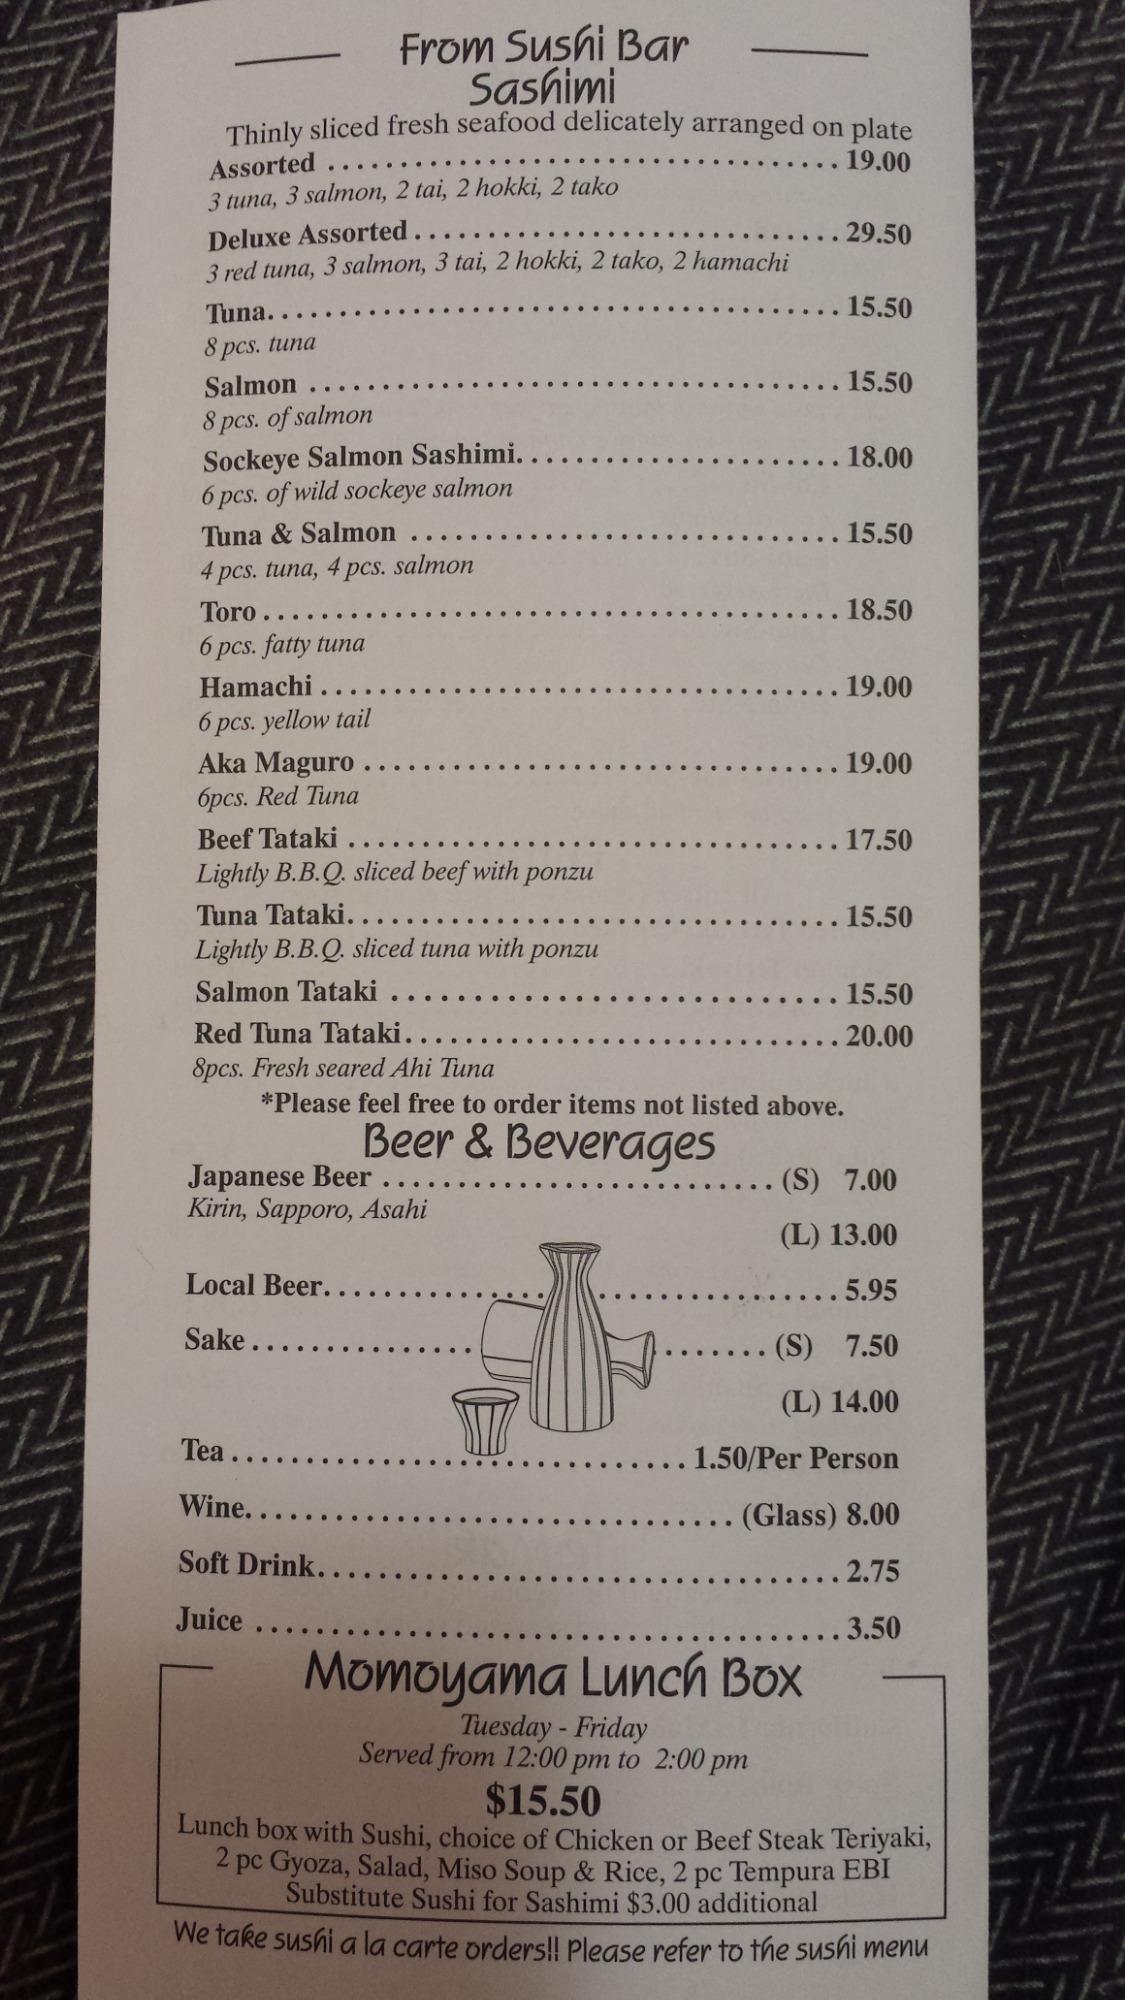 From Sushi Bar
Sashimi
Thinly sliced fresh seafood delicately arranged on plate
Assorted ................................... 19.00
3 tuna, 3 salmon, 2 tai, 2 hokki, 2 tako
Deluxe Assorted ............................. 29.50
3 red tuna, 3 salmon, 3 tai, 2 hokki, 2 tako, 2 hamachi
Tuna....................................... 15.50
8 pcs. tuna
Salmon .................................... 15.50
8 pcs. of salmon
Sockeye Salmon Sashimi...................... 18.00
6 pcs. of wild sockeye salmon
Tuna & Salmon ............................. 15.50
4 pcs. tuna, 4 pcs. salmon
Toro ....................................... 18.50
6 pcs. fatty tuna
Hamachi ................................... 19.00
6 pcs. yellow tail
Aka Maguro ................................ 19.00
6pcs. Red Tuna
Beef Tataki ................................. 17.50
Lightly B.B.Q. sliced beef with ponzu
Tuna Tataki.................................. 15.50
Lightly B.B.Q. sliced tuna with ponzu
Salmon Tataki .............................. 15.50
Red Tuna Tataki.............................. 20.00
8pcs. Fresh seared Ahi Tuna
*Please feel free to order items not listed above.
Beer & Beverages
Japanese Beer ........................... (S) 7.00
Kirin, Sapporo, Asahi
(L) 13.00
Local Beer................................... 5.95
Sake ....................... (S) 7.50
(L) 14.00
Tea ............................... 1.50/Per Person
Wine.................................. (Glass) 8.00
Soft Drink.................................... 2.75
Juice ........................................ 3.50
Momoyama Lunch Box
Tuesday - Friday
Served from 12:00 pm to 2:00 pm
$15.50
Lunch box with Sushi, choice of Chicken or Beef Steak Teriyaki,
2 pc Gyoza, Salad, Miso Soup & Rice, 2 pc Tempura EBI
Substitute Sushi for Sashimi $3.00 additional
We take sushi a la carte orders!! Please refer to the sushi menu